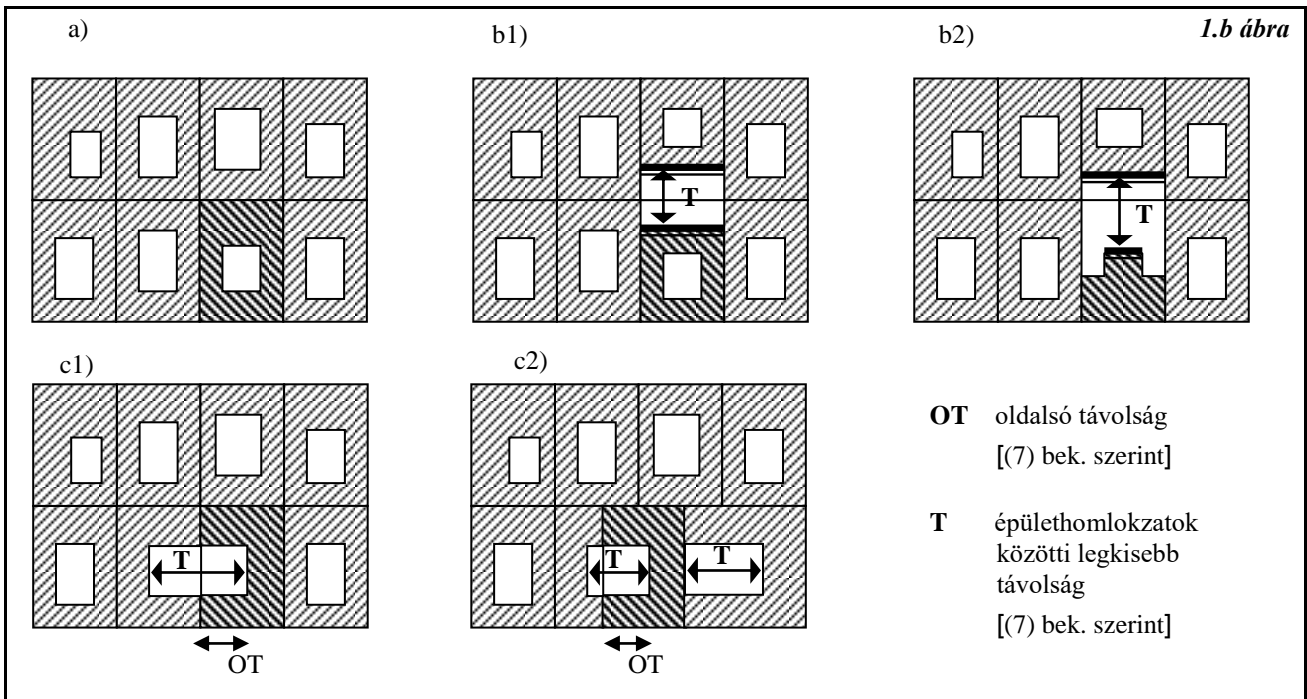 a)
b1)
b2)
1.b ábra
T
T
c1)
c2)
OT oldalsó távolság
[(7) bek. szerint]
T épülethomlokzatok
közötti legkisebb
távolság
[(7) bek. szerint]
T
T
T
OT
OT